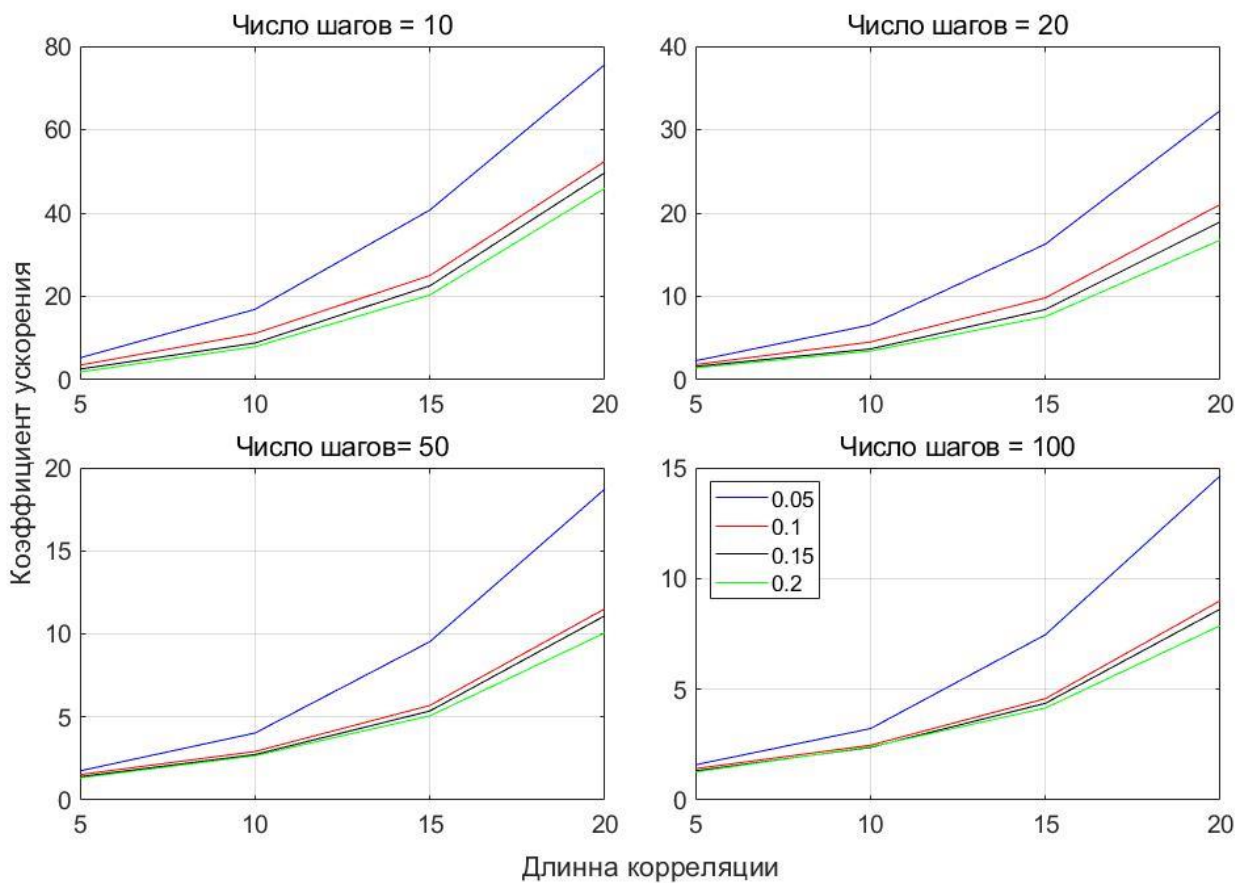 Число шагов = 10
80
60
40
20
0
5 10 15 20
Число шагов = 20
40
30
20
10
0
5 10 15 20
Коэффициент ускорения
Число шагов= 50
20
15
10
5
0
5 10 15 20
Число шагов = 100
15
10
5
0
0.05
0.1
0.15
0.2
5 10 15 20
Длинна корреляции